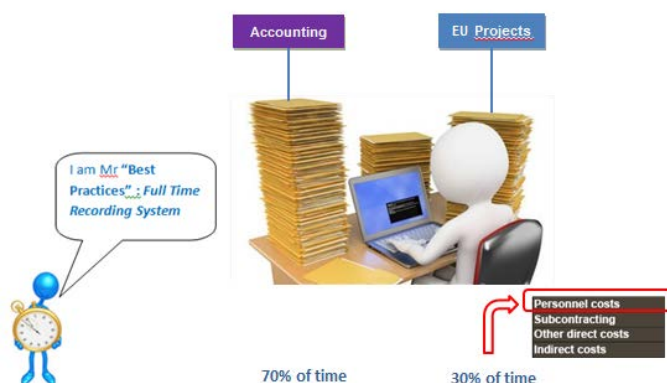 Accounting
EU Projects
I am Mr “Best
Practices” : Full Time
Recording System
Personnel costs
Subcontracting
Other direct costs
Indirect costs
70% of time
30% of time